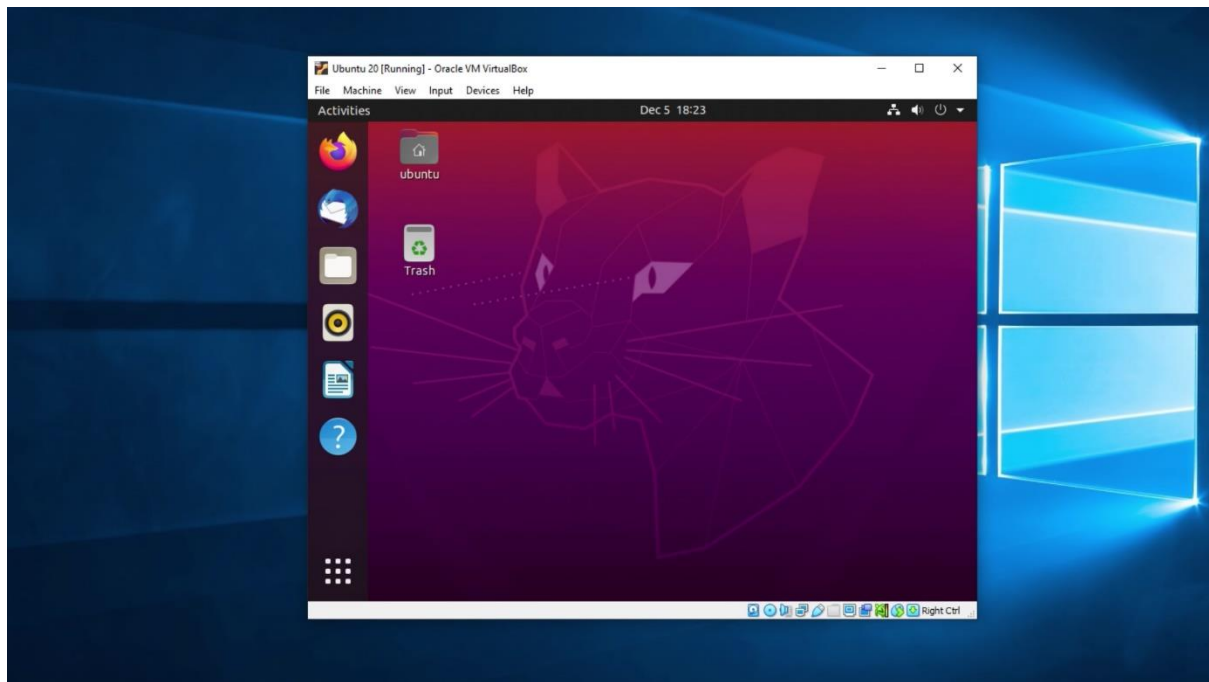 Ubuntu 20 [Running] - Oracle VM VirtualBox
File Machine View Input Devices Help
Activities Dec 5 18:23
ubuntu
Trash
?
Right Ctrl